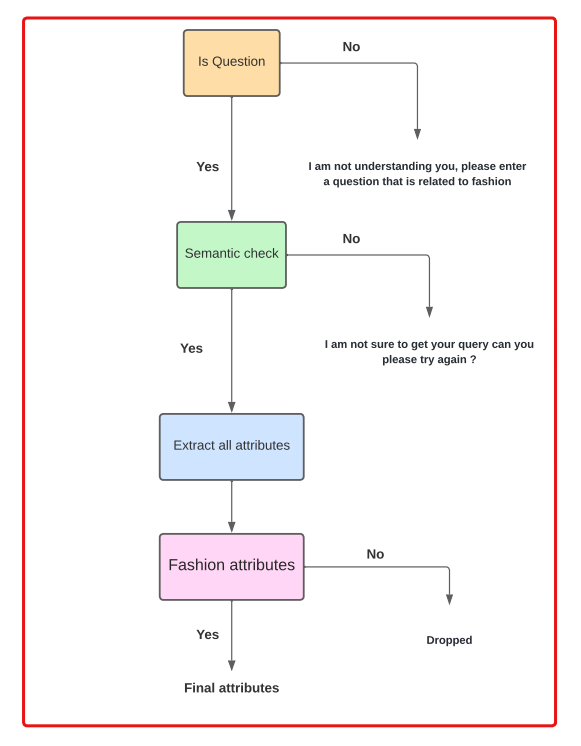 Is Question
No
Yes
I am not understanding you, please enter
a question that is related to fashion
Semantic check
No
Yes
I am not sure to get your query can you
please try again ?
Extract all attributes
Fashion attributes
No
Yes
Dropped
Final attributes